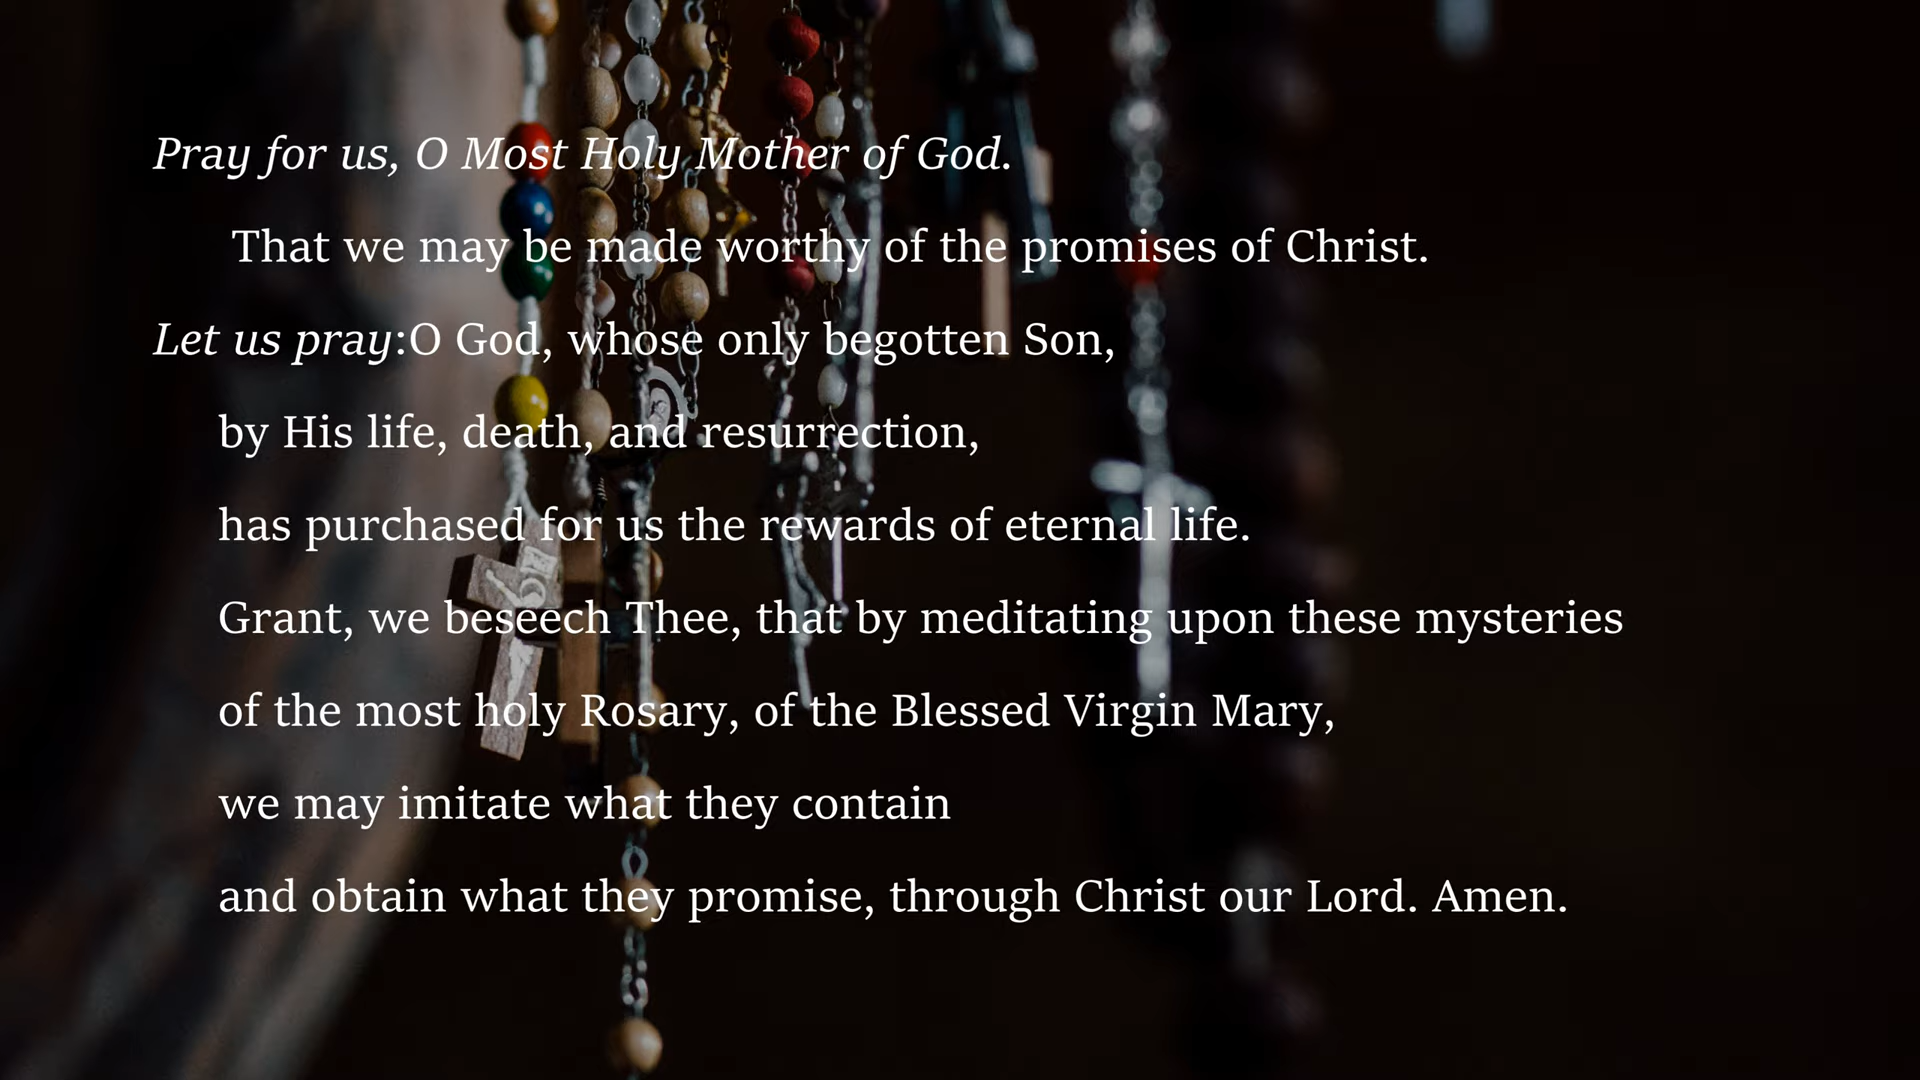 Pray for us, O Most Holy Mother of God.
That we may be made worthy of the promises of Christ.
Let us pray:O God, whose only begotten Son,
by His life, death, and resurrection,
has purchased for us the rewards of eternal life.
Grant, we beseech Thee, that by meditating upon these mysteries
of the most holy Rosary, of the Blessed Virgin Mary,
we may imitate what they contain
and obtain what they promise, through Christ our Lord. Amen.